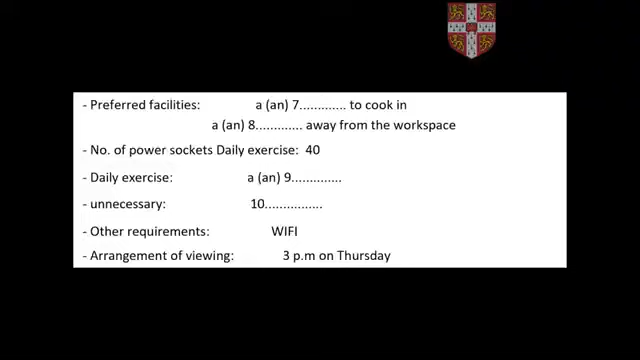 - Preferred facilities: a (an) 7............. to cook in
a (an) 8............. away from the workspace
- No. of power sockets Daily exercise: 40
- Daily exercise: a (an) 9..............
- unnecessary: 10................
- Other requirements: WIFI
- Arrangement of viewing: 3 p.m on Thursday